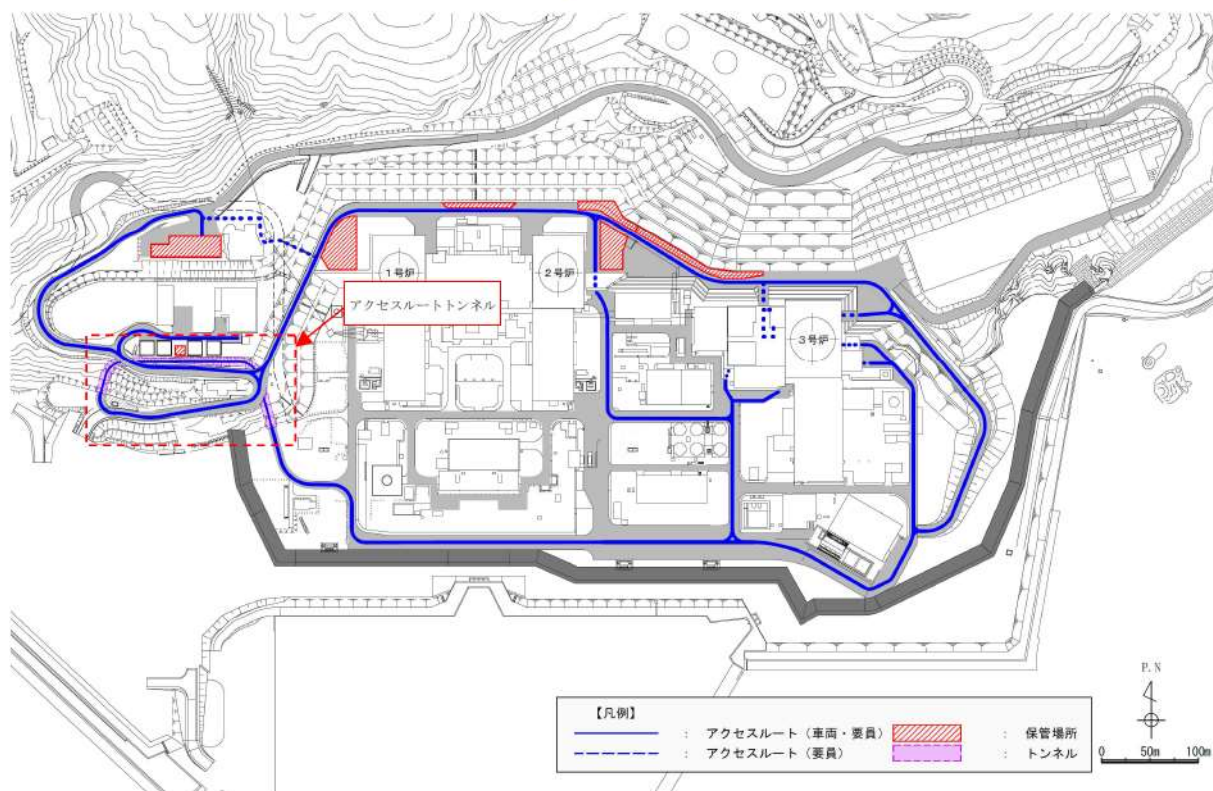 1号炉
2号炉
アクセスルートトンネル
3号炉
P.N
【凡例】
: アクセスルート（車両・要員） : 保管場所
: アクセスルート（要員） : トンネル
0 50m 100m